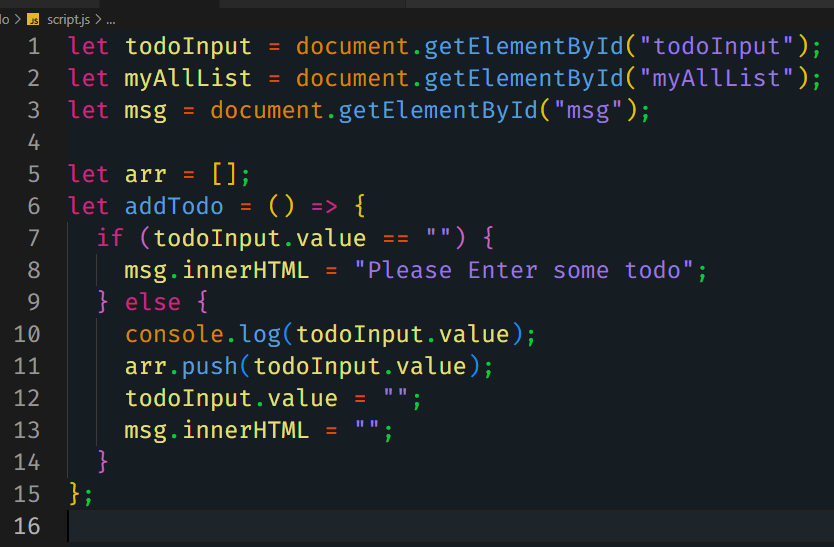 lo > JS script.js > ...
1 let todoInput = document.getElementById("todoInput");
2 let myAllList = document.getElementById("myAllList");
3 let msg = document.getElementById("msg");
4
5 let arr = [];
6 let addTodo = () => {
7   if (todoInput.value == "") {
8     msg.innerHTML = "Please Enter some todo";
9   } else {
10     console.log(todoInput.value);
11     arr.push(todoInput.value);
12     todoInput.value = "";
13     msg.innerHTML = "";
14   }
15 };
16